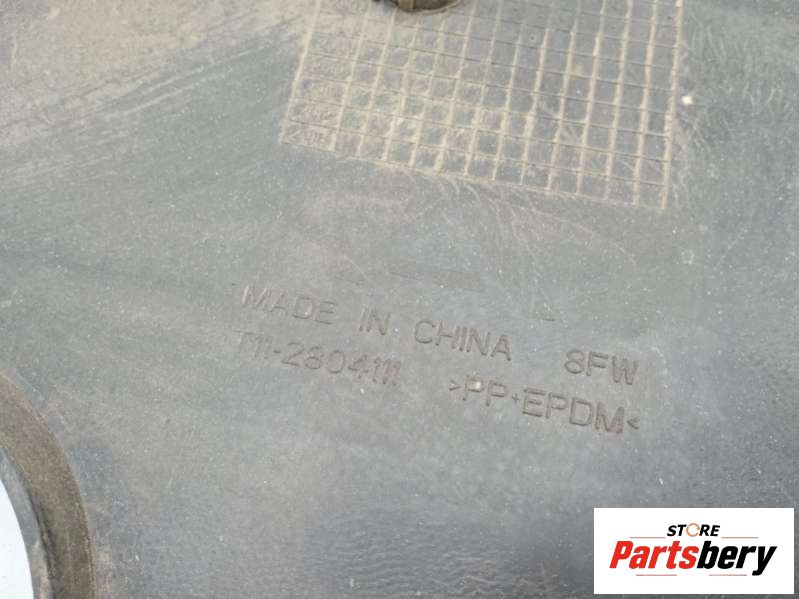 MADE IN CHINA 8FW
T11-2804111 >PP+EPDM<
STORE
Partsbery